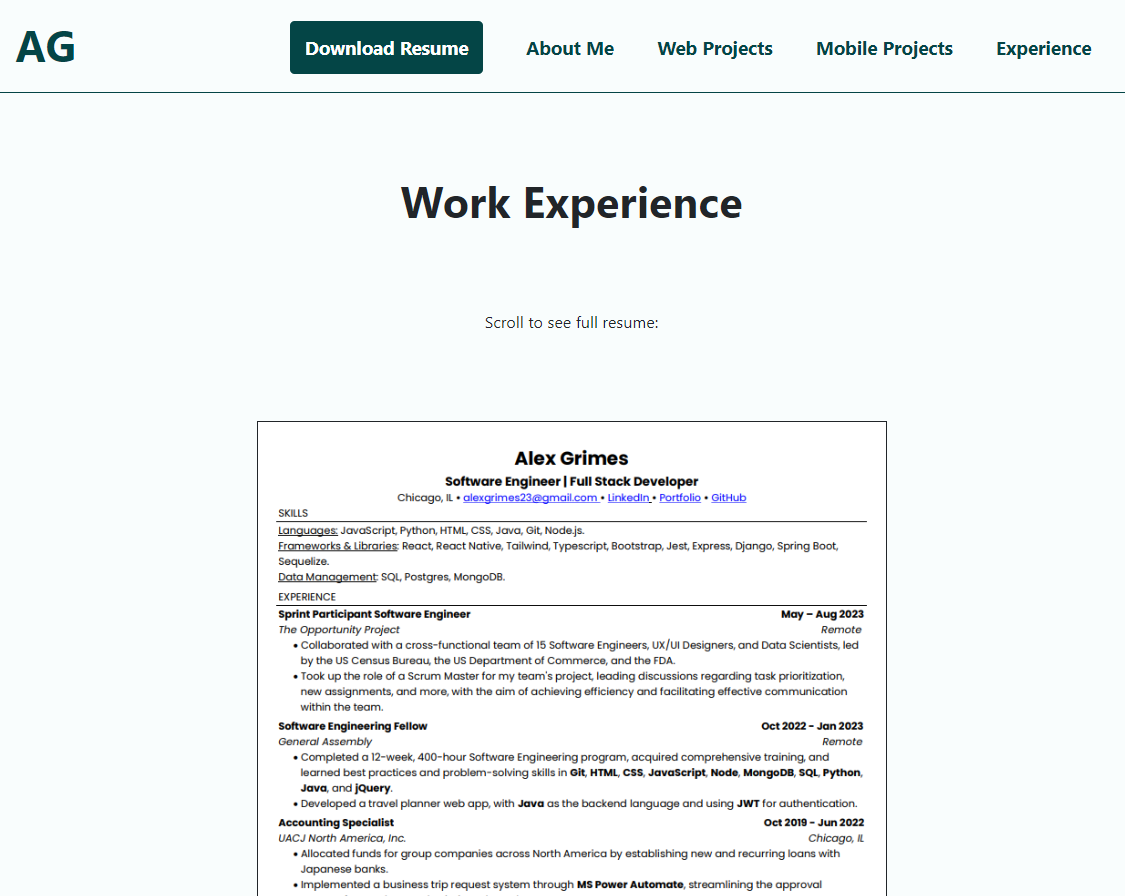 AG
Download Resume
About Me
Web Projects
Mobile Projects
Experience
Work Experience
Scroll to see full resume:
Alex Grimes
Software Engineer | Full Stack Developer
Chicago, IL • alexgrimes23@gmail.com • LinkedIn • Portfolio • GitHub
SKILLS
Languages: JavaScript, Python, HTML, CSS, Java, Git, Node.js.
Frameworks & Libraries: React, React Native, Tailwind, Typescript, Bootstrap, Jest, Express, Django, Spring Boot,
Sequelize.
Data Management: SQL, Postgres, MongoDB.
EXPERIENCE
Sprint Participant Software Engineer May – Aug 2023
The Opportunity Project Remote
• Collaborated with a cross-functional team of 15 Software Engineers, UX/UI Designers, and Data Scientists, led
by the US Census Bureau, the US Department of Commerce, and the FDA.
• Took up the role of a Scrum Master for my team's project, leading discussions regarding task prioritization,
new assignments, and more, with the aim of achieving efficiency and facilitating effective communication
within the team.
Software Engineering Fellow Oct 2022 - Jan 2023
General Assembly Remote
• Completed a 12-week, 400-hour Software Engineering program, acquired comprehensive training, and
learned best practices and problem-solving skills in Git, HTML, CSS, JavaScript, Node, MongoDB, SQL, Python,
Java, and jQuery.
• Developed a travel planner web app, with Java as the backend language and using JWT for authentication.
Accounting Specialist Oct 2019 - Jun 2022
UACJ North America, Inc. Chicago, IL
• Allocated funds for group companies across North America by establishing new and recurring loans with
Japanese banks.
• Implemented a business trip request system through MS Power Automate, streamlining the approval